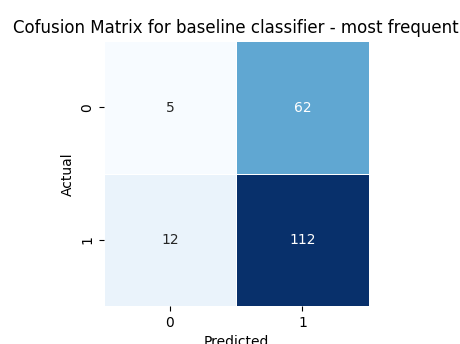 Cofusion Matrix for baseline classifier - most frequent
0
5
62
Actual
1
12
112
0
1
Predicted